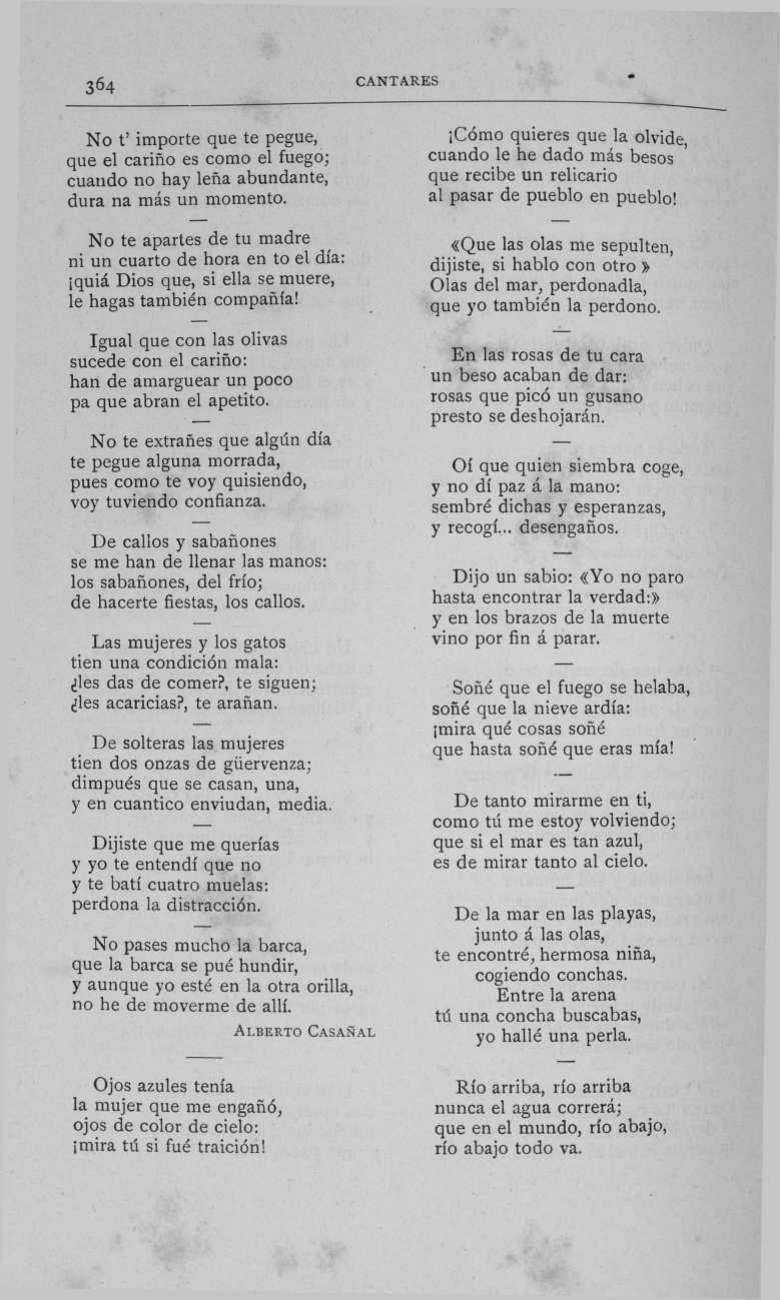 364
CANTARES
No t' importe que te pegue,
que el cariño es como el fuego;
cuando no hay leña abundante,
dura na más un momento.
—
No te apartes de tu madre
ni un cuarto de hora en to el día:
¡quiá Dios que, si ella se muere,
le hagas también compañía!
—
Igual que con las olivas
sucede con el cariño:
han de amarguear un poco
pa que abran el apetito.
—
No te extrañes que algún día
te pegue alguna morrada,
pues como te voy quisiendo,
voy tuviendo confianza.
—
De callos y sabañones
se me han de llenar las manos:
los sabañones, del frío;
de hacerte fiestas, los callos.
—
Las mujeres y los gatos
tien una condición mala:
¿les das de comer?, te siguen;
¿les acaricias?, te arañan.
—
De solteras las mujeres
tien dos onzas de güervenza;
dimpués que se casan, una,
y en cuantico enviudan, media.
—
Dijiste que me querías
y yo te entendí que no
y te batí cuatro muelas:
perdona la distracción.
—
No pases mucho la barca,
que la barca se pué hundir,
y aunque yo esté en la otra orilla,
no he de moverme de allí.
ALBERTO CASAÑAL
—
Ojos azules tenía
la mujer que me engañó,
ojos de color de cielo:
¡mira tú si fué traición!
¡Cómo quieres que la olvide,
cuando le he dado más besos
que recibe un relicario
al pasar de pueblo en pueblo!
—
«Que las olas me sepulten,
dijiste, si hablo con otro »
Olas del mar, perdonadla,
que yo también la perdono.
—
En las rosas de tu cara
un beso acaban de dar:
rosas que picó un gusano
presto se deshojarán.
—
Oí que quien siembra coge,
y no dí paz á la mano:
sembré dichas y esperanzas,
y recogí... desengaños.
—
Dijo un sabio: «Yo no paro
hasta encontrar la verdad:»
y en los brazos de la muerte
vino por fin á parar.
—
Soñé que el fuego se helaba,
soñé que la nieve ardía:
¡mira qué cosas soñé
que hasta soñé que eras mía!
—
De tanto mirarme en ti,
como tú me estoy volviendo;
que si el mar es tan azul,
es de mirar tanto al cielo.
—
De la mar en las playas,
junto á las olas,
te encontré, hermosa niña,
cogiendo conchas.
Entre la arena
tú una concha buscabas,
yo hallé una perla.
—
Río arriba, río arriba
nunca el agua correrá;
que en el mundo, río abajo,
río abajo todo va.